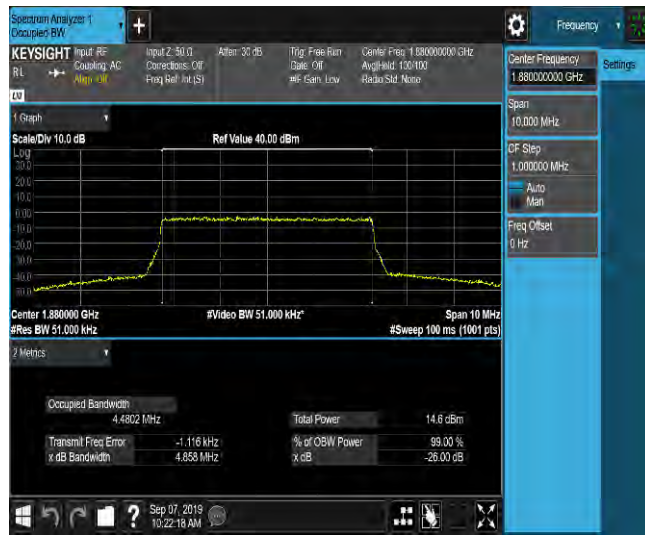 Spectrum Analyzer 1
Occupied BW
+
Frequency
KEYSIGHT Input: RF Input Z: 50 Ω Atten: 30 dB Trig: Free Run Center Freq: 1.880000000 GHz
RL Coupling: AC Corrections: Off Gate: Off Avg|Hold: 100/100
Align: Off Freq Ref: Int (S) #IF Gain: Low Radio Std: None
LXI
Center Frequency
1.880000000 GHz
Settings
Span
10.000 MHz
CF Step
1.000000 MHz
Auto
Man
Freq Offset
0 Hz
1 Graph
Scale/Div 10.0 dB Ref Value 40.00 dBm
Log
30.0
20.0
10.0
0.00
-10.0
-20.0
-30.0
-40.0
-50.0
Center 1.880000 GHz #Video BW 51.000 kHz* Span 10 MHz
#Res BW 51.000 kHz #Sweep 100 ms (1001 pts)
2 Metrics
Occupied Bandwidth
4.4802 MHz Total Power 14.6 dBm
Transmit Freq Error -1.116 kHz % of OBW Power 99.00 %
x dB Bandwidth 4.858 MHz x dB -26.00 dB
? Sep 07, 2019
10:22:18 AM